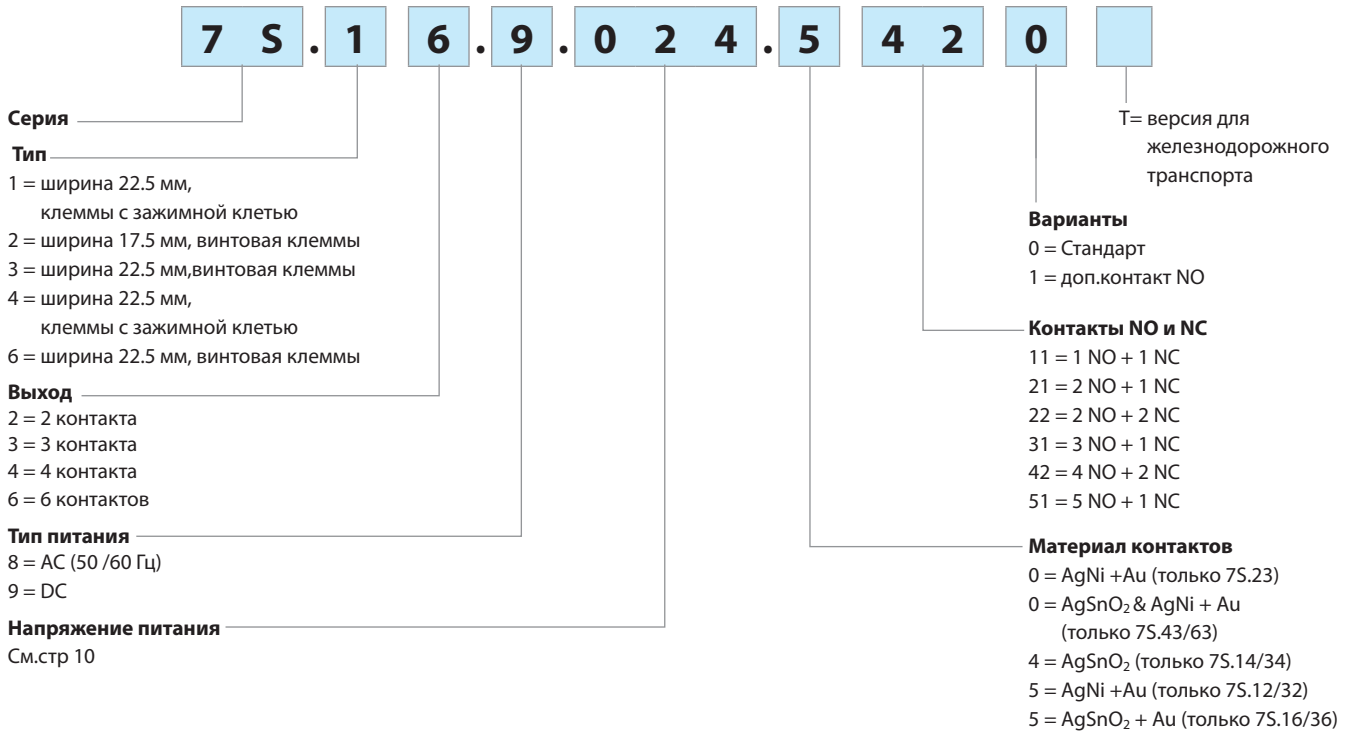 7 S . 1 6 . 9 . 0 2 4 . 5 4 2 0
Серия
Тип
1 = ширина 22.5 мм,
клеммы с зажимной клетью
2 = ширина 17.5 мм, винтовая клеммы
3 = ширина 22.5 мм,винтовая клеммы
4 = ширина 22.5 мм,
клеммы с зажимной клетью
6 = ширина 22.5 мм, винтовая клеммы
Выход
2 = 2 контакта
3 = 3 контакта
4 = 4 контакта
6 = 6 контактов
Тип питания
8 = AC (50 /60 Гц)
9 = DC
Напряжение питания
См.стр 10
T= версия для
железнодорожного
транспорта
Варианты
0 = Стандарт
1 = доп.контакт NO
Контакты NO и NC
11 = 1 NO + 1 NC
21 = 2 NO + 1 NC
22 = 2 NO + 2 NC
31 = 3 NO + 1 NC
42 = 4 NO + 2 NC
51 = 5 NO + 1 NC
Материал контактов
0 = AgNi +Au (только 7S.23)
0 = AgSnO₂ & AgNi + Au
(только 7S.43/63)
4 = AgSnO₂ (только 7S.14/34)
5 = AgNi +Au (только 7S.12/32)
5 = AgSnO₂ + Au (только 7S.16/36)